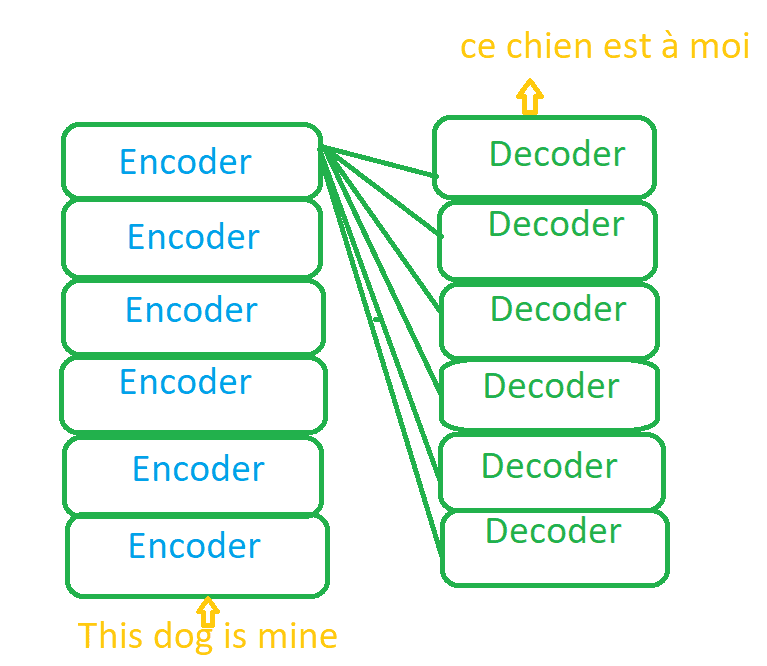 ce chien est à moi
Encoder
Encoder
Encoder
Encoder
Encoder
Encoder
Decoder
Decoder
Decoder
Decoder
Decoder
Decoder
This dog is mine